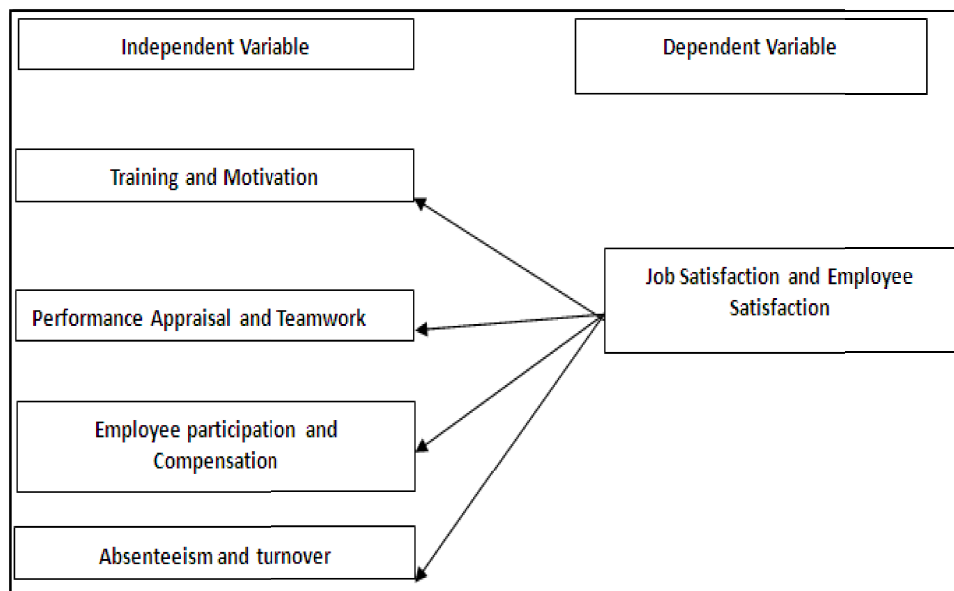 Independent Variable
Dependent Variable
Training and Motivation
Job Satisfaction and Employee
Satisfaction
Performance Appraisal and Teamwork
Employee participation and
Compensation
Absenteeism and turnover